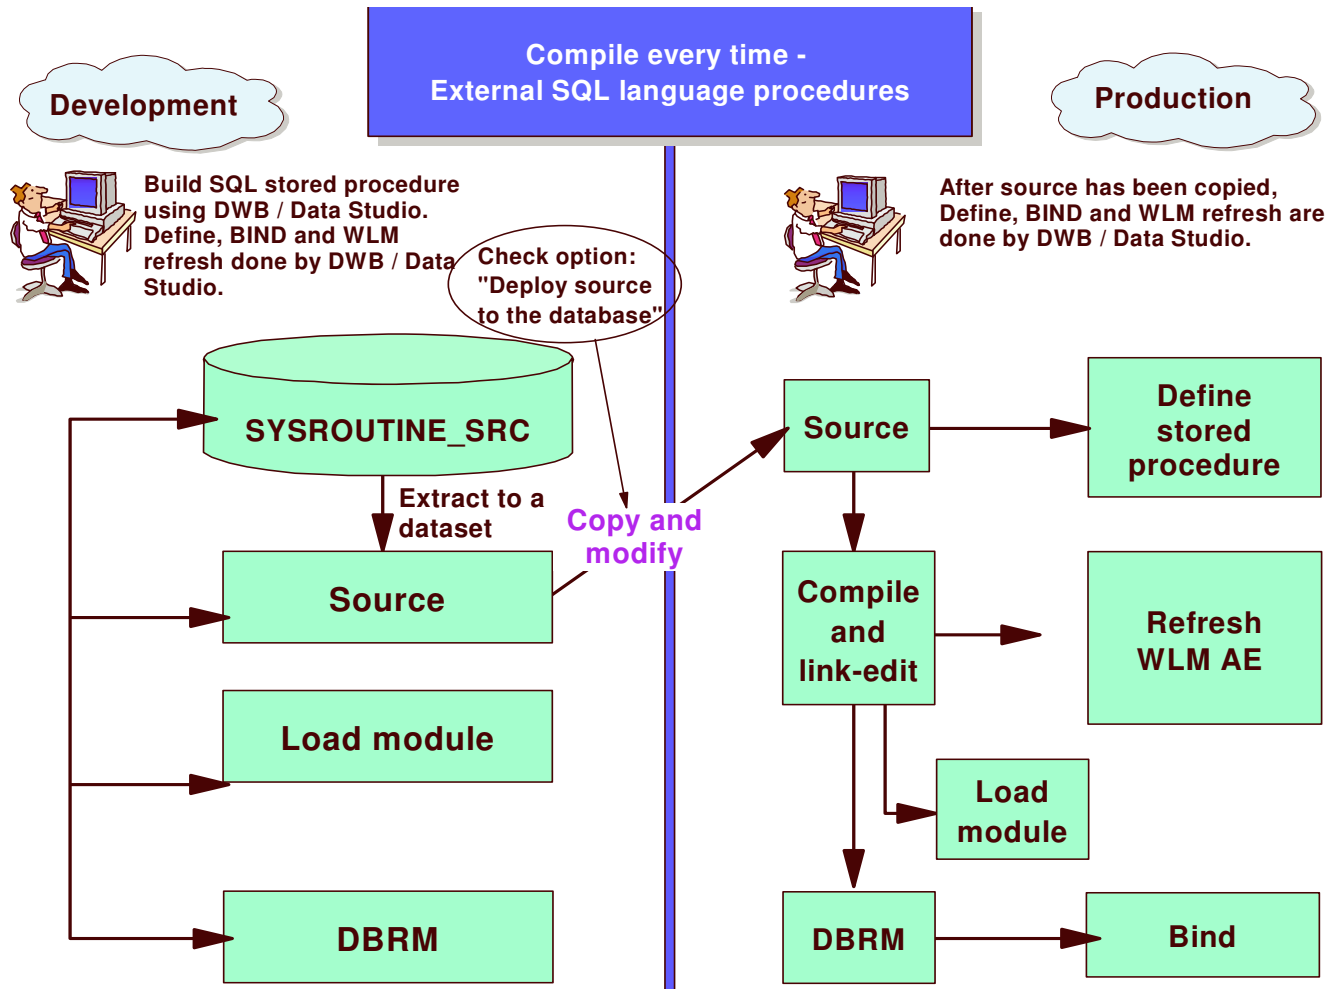 Compile every time -
External SQL language procedures
Development
Production
Build SQL stored procedure
using DWB / Data Studio.
Define, BIND and WLM
refresh done by DWB / Data
Studio.
After source has been copied,
Define, BIND and WLM refresh are
done by DWB / Data Studio.
Check option:
"Deploy source
to the database"
SYSROUTINE_SRC
Extract to a
dataset
Source
Load module
DBRM
Copy and
modify
Source
Define
stored
procedure
Compile
and
link-edit
Refresh
WLM AE
Load
module
DBRM
Bind